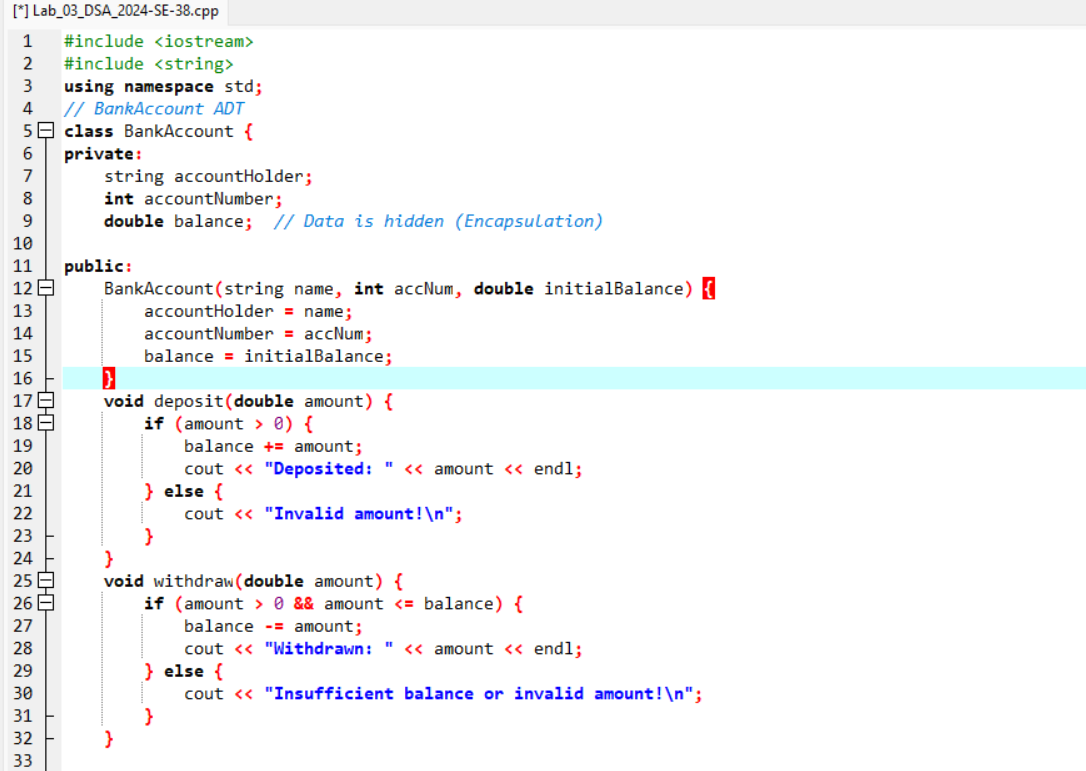 [*] Lab_03_DSA_2024-SE-38.cpp
1 #include <iostream>
2 #include <string>
3 using namespace std;
4 // BankAccount ADT
5 class BankAccount {
6 private:
7     string accountHolder;
8     int accountNumber;
9     double balance;  // Data is hidden (Encapsulation)
10
11 public:
12     BankAccount(string name, int accNum, double initialBalance) {
13         accountHolder = name;
14         accountNumber = accNum;
15         balance = initialBalance;
16     }
17     void deposit(double amount) {
18         if (amount > 0) {
19             balance += amount;
20             cout << "Deposited: " << amount << endl;
21         } else {
22             cout << "Invalid amount!\n";
23         }
24     }
25     void withdraw(double amount) {
26         if (amount > 0 && amount <= balance) {
27             balance -= amount;
28             cout << "Withdrawn: " << amount << endl;
29         } else {
30             cout << "Insufficient balance or invalid amount!\n";
31         }
32     }
33